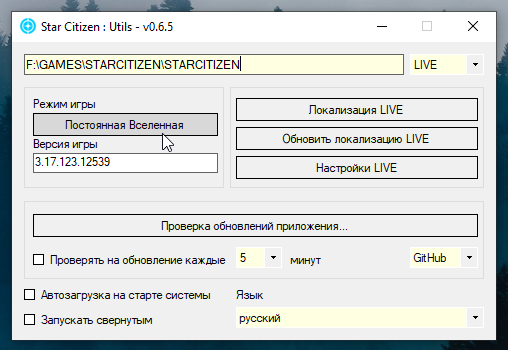 Star Citizen : Utils - v0.6.5
F:\GAMES\STARCITIZEN\STARCITIZEN
LIVE
Режим игры
Постоянная Вселенная
Версия игры
3.17.123.12539
Локализация LIVE
Обновить локализацию LIVE
Настройки LIVE
Проверка обновлений приложения...
Проверять на обновление каждые 5 минут GitHub
Автозагрузка на старте системы
Запускать свернутым
Язык
русский